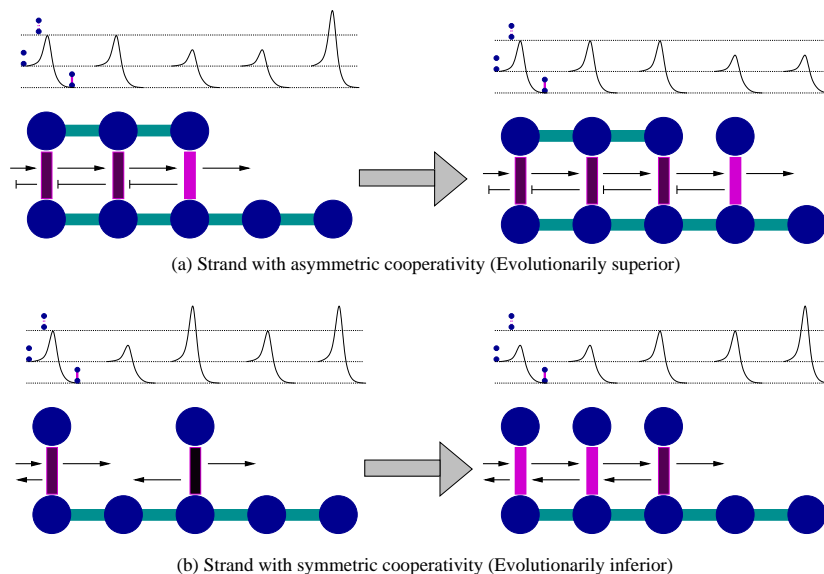 (a) Strand with asymmetric cooperativity (Evolutionarily superior)
(b) Strand with symmetric cooperativity (Evolutionarily inferior)